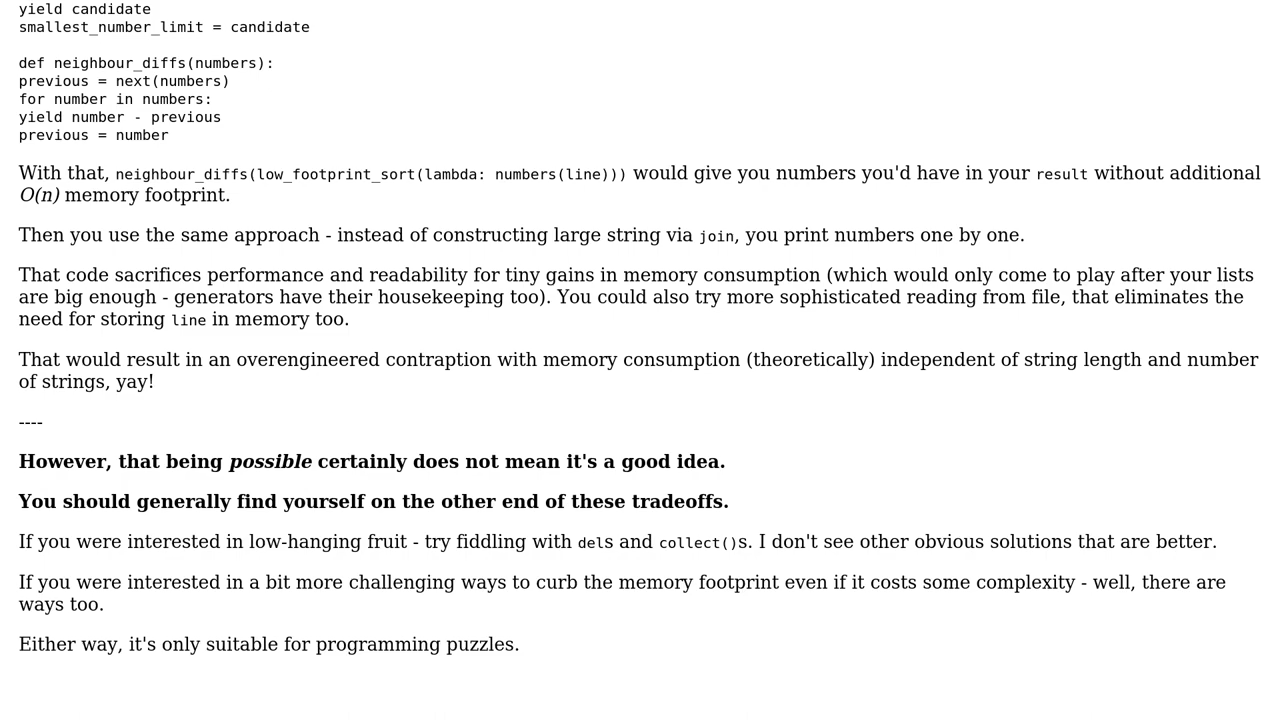 yield candidate
smallest_number_limit = candidate
def neighbour_diffs(numbers):
previous = next(numbers)
for number in numbers:
yield number - previous
previous = number
With that, neighbour_diffs(low_footprint_sort(lambda: numbers(line))) would give you numbers you'd have in your result without additional
O(n) memory footprint.
Then you use the same approach - instead of constructing large string via join, you print numbers one by one.
That code sacrifices performance and readability for tiny gains in memory consumption (which would only come to play after your lists
are big enough - generators have their housekeeping too). You could also try more sophisticated reading from file, that eliminates the
need for storing line in memory too.
That would result in an overengineered contraption with memory consumption (theoretically) independent of string length and number
of strings, yay!
----
However, that being possible certainly does not mean it's a good idea.
You should generally find yourself on the other end of these tradeoffs.
If you were interested in low-hanging fruit - try fiddling with dels and collect()s. I don't see other obvious solutions that are better.
If you were interested in a bit more challenging ways to curb the memory footprint even if it costs some complexity - well, there are
ways too.
Either way, it's only suitable for programming puzzles.